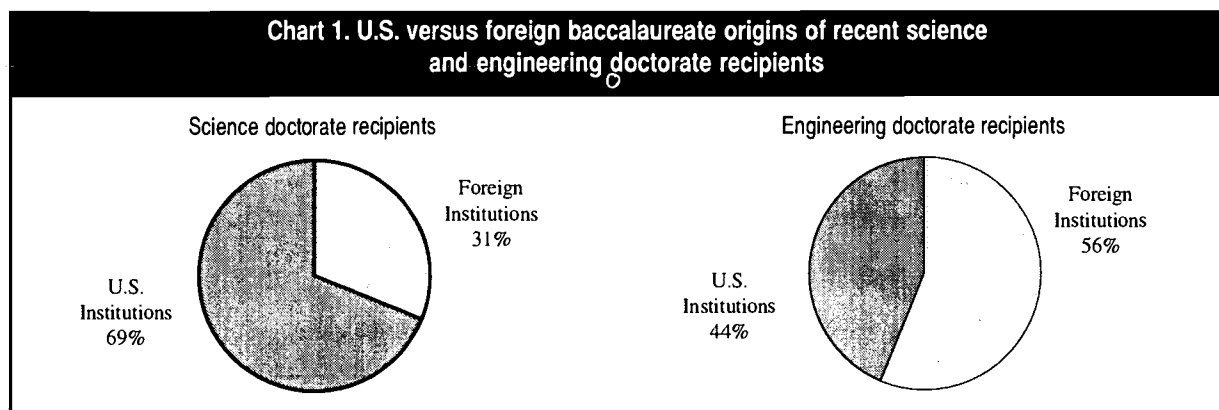 Chart 1. U.S. versus foreign baccalaureate origins of recent science
and engineering doctorate recipients
Science doctorate recipients
Foreign
Institutions
31%
U.S.
Institutions
69%
Engineering doctorate recipients
Foreign
Institutions
56%
U.S.
Institutions
44%